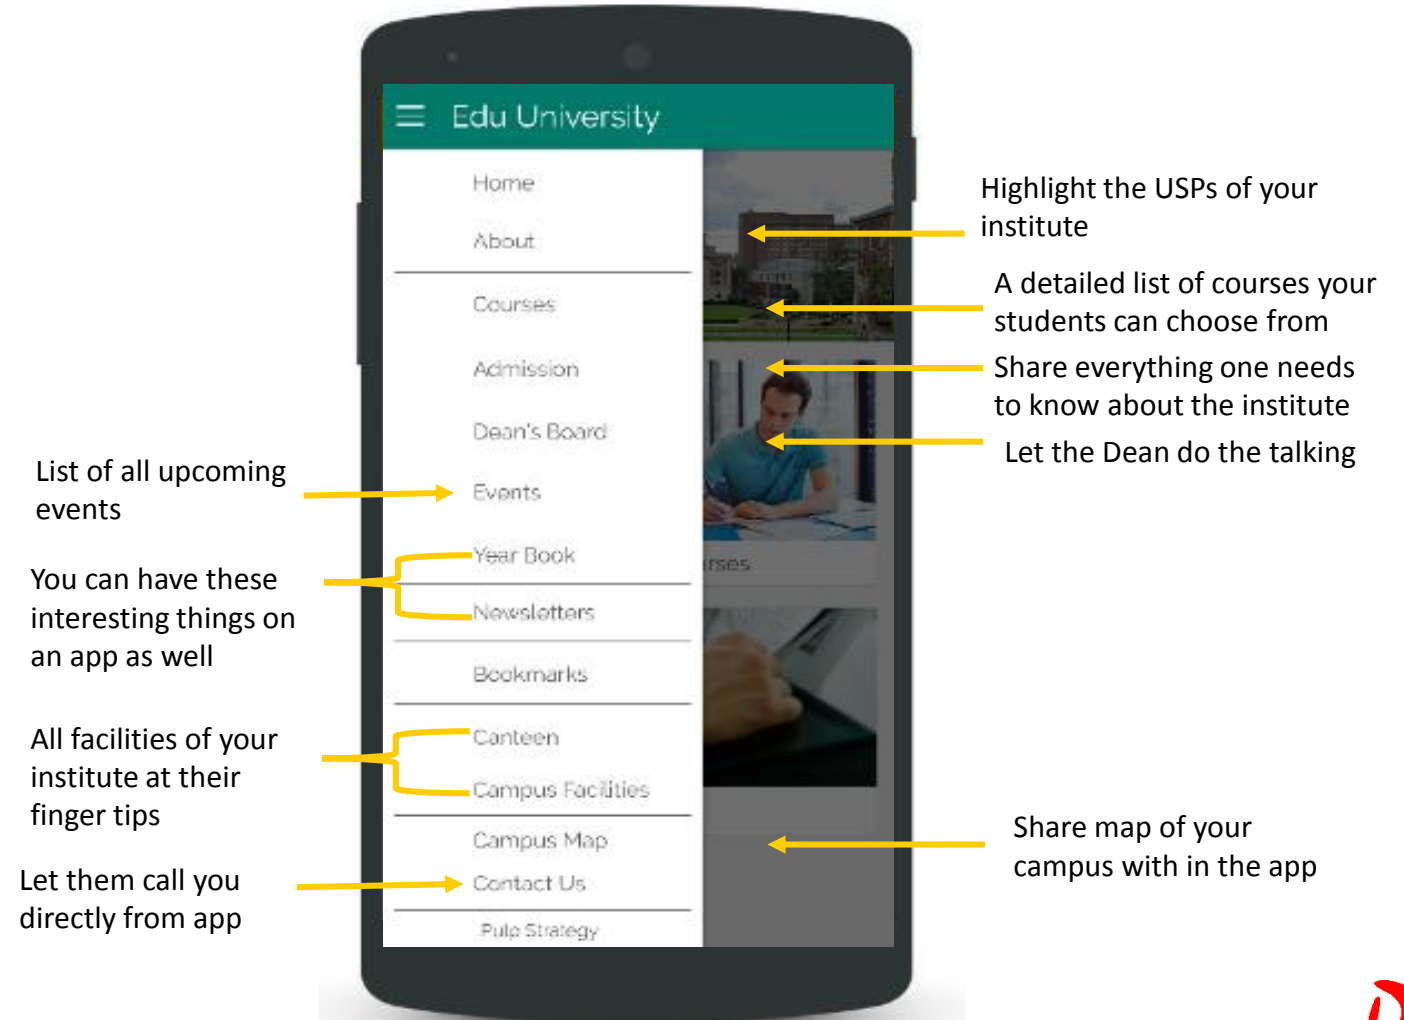 Edu University
Home
About
Courses
Admission
Dean's Board
Events
Year Book
Newsletters
Bookmarks
Canteen
Campus Facilities
Campus Map
Contact Us
Pulp Strategy
List of all upcoming
events
You can have these
interesting things on
an app as well
All facilities of your
institute at their
finger tips
Let them call you
directly from app
Highlight the USPs of your
institute
A detailed list of courses your
students can choose from
Share everything one needs
to know about the institute
Let the Dean do the talking
Share map of your
campus with in the app